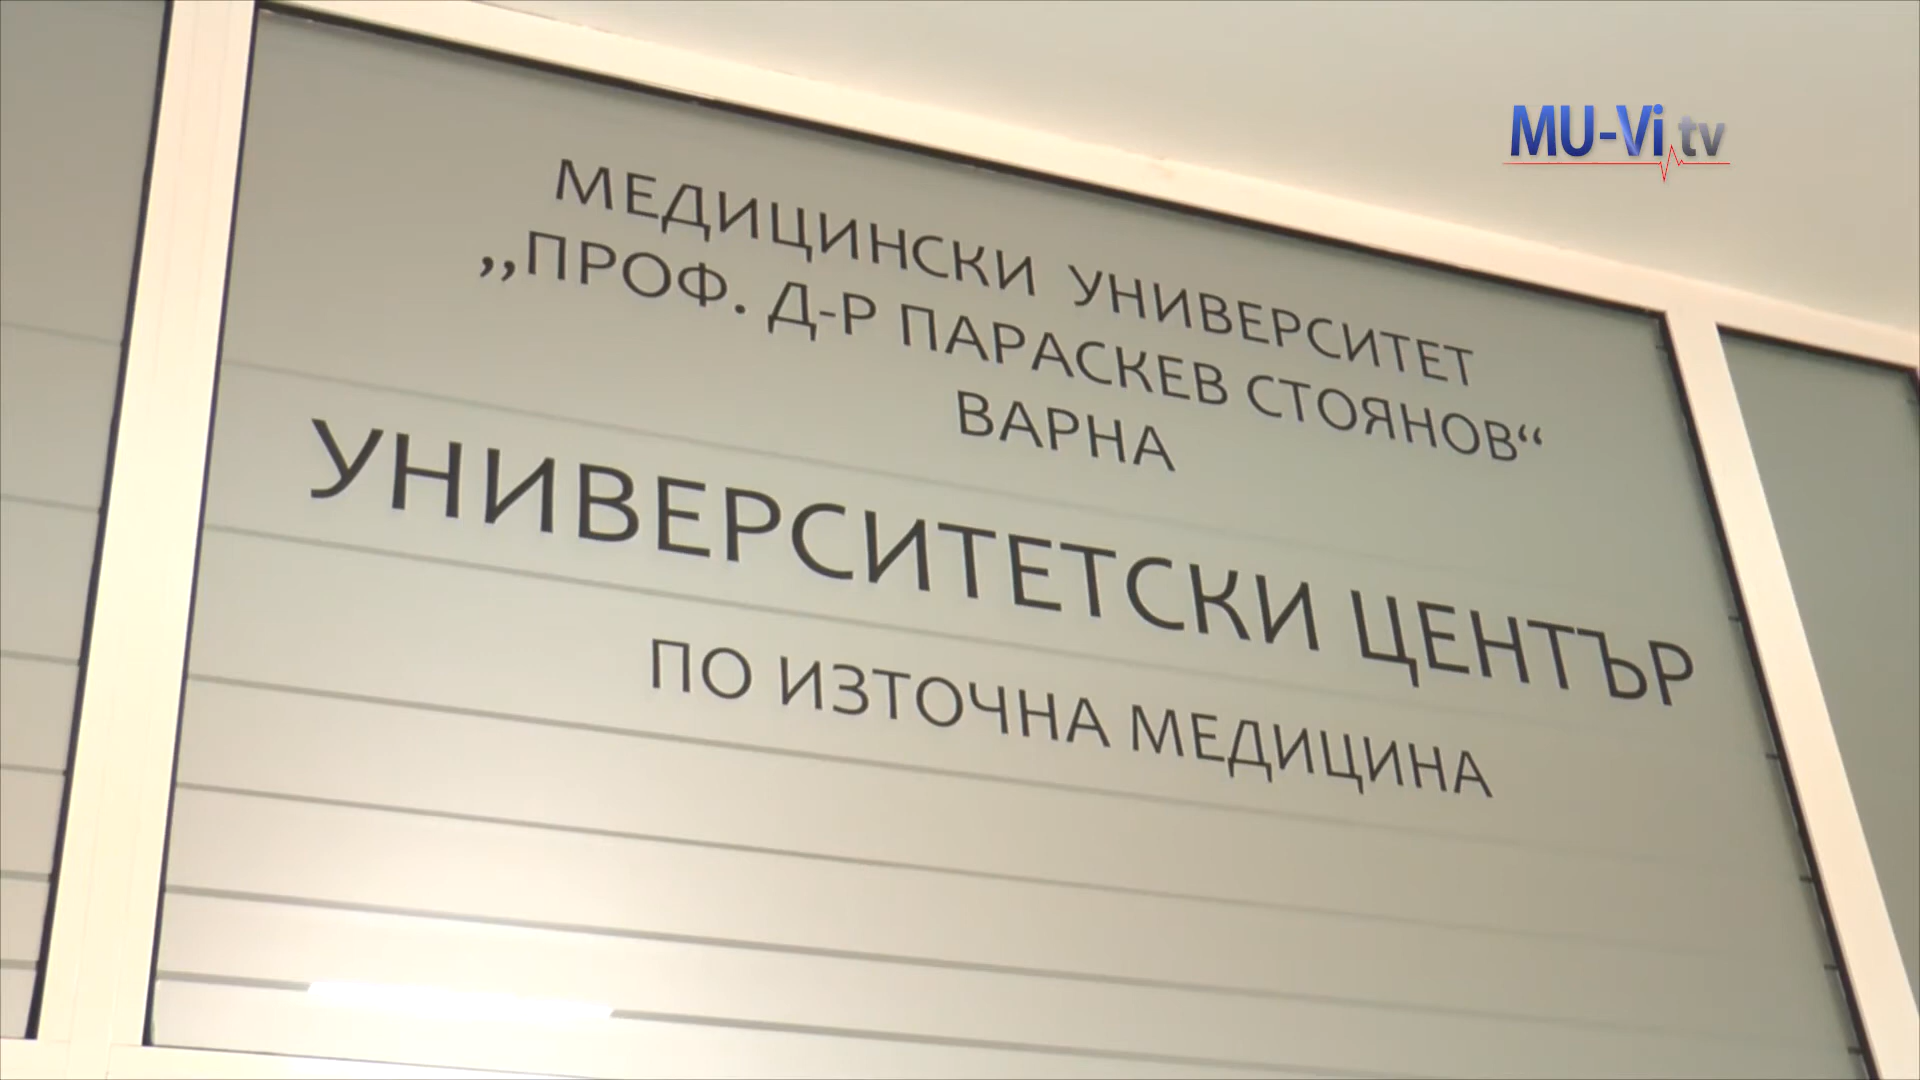 MU-Vi.tv
МЕДИЦИНСКИ УНИВЕРСИТЕТ
,,ПРОФ. Д-Р ПАРАСКЕВ СТОЯНОВ“
ВАРНА
УНИВЕРСИТЕТСКИ ЦЕНТЪР
ПО ИЗТОЧНА МЕДИЦИНА